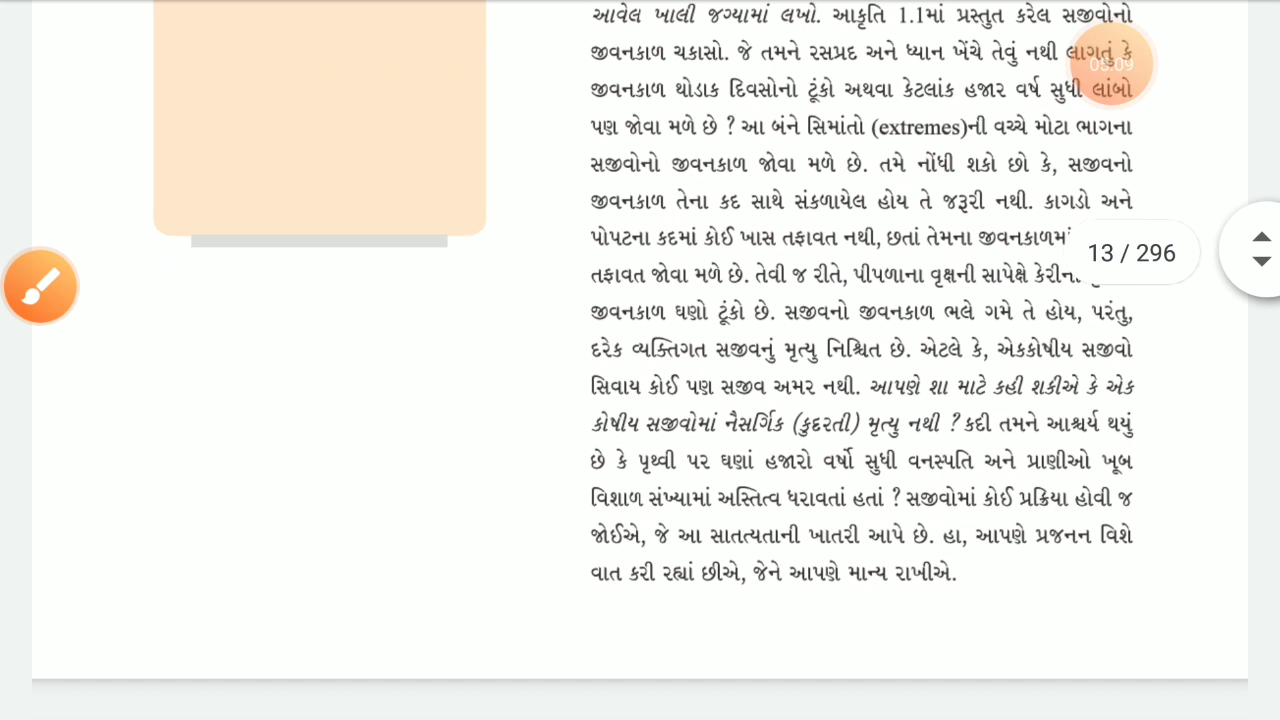 આવેલ ખાલી જગ્યામાં લખો. આકૃતિ 1.1માં પ્રસ્તુત કરેલ સજીવોનો
જીવનકાળ ચકાસો. જે તમને રસપ્રદ અને ધ્યાન ખેંચે તેવું નથી લાગતું કે
જીવનકાળ થોડાક દિવસોનો ટૂંકો અથવા કેટલાંક હજાર વર્ષ સુધી લાંબો
પણ જોવા મળે છે ? આ બંને સિમાંતો (extremes)ની વચ્ચે મોટા ભાગના
સજીવોનો જીવનકાળ જોવા મળે છે. તમે નોંધી શકો છો કે, સજીવનો
જીવનકાળ તેના કદ સાથે સંકળાયેલ હોય તે જરૂરી નથી. કાગડો અને
પોપટના કદમાં કોઈ ખાસ તફાવત નથી, છતાં તેમના
તફાવત જોવા મળે છે. તેવી જ રીતે, પીપળાના વૃક્ષની સાપેક્ષે
જીવનકાળ ઘણો ટૂંકો છે. સજીવનો જીવનકાળ ભલે ગમે તે હોય, પરંતુ,
દરેક વ્યક્તિગત સજીવનું મૃત્યુ નિશ્ચિત છે. એટલે કે, એકકોષીય સજીવો
સિવાય કોઈ પણ સજીવ અમર નથી. આપણે શા માટે કહી શકીએ કે એક
કોષીય સજીવોમાં નૈસર્ગિક (કુદરતી) મૃત્યુ નથી ? કદી તમને આશ્ચર્ય થયું
છે કે પૃથ્વી પર ઘણાં હજારો વર્ષો સુધી વનસ્પતિ અને પ્રાણીઓ ખૂબ
વિશાળ સંખ્યામાં અસ્તિત્વ ધરાવતાં હતાં ? સજીવોમાં કોઈ પ્રક્રિયા હોવી જ
જોઈએ, જે આ સાતત્યતાની ખાતરી આપે છે. હા, આપણે પ્રજનન વિશે
વાત કરી રહ્યાં છીએ, જેને આપણે માન્ય રાખીએ.
05:09
13 / 296